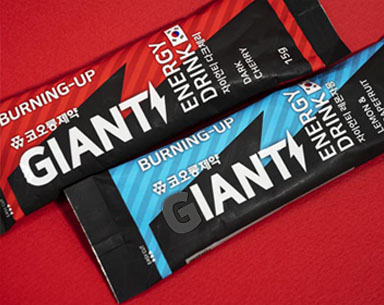 BURNING-UP
코오롱제약
GIANT
ENERGY
DRINK
자이언티 다크체리
DARK
CHERRY
15g
BURNING-UP
코오롱제약
GIANT
ENERGY
DRINK
LEMON &